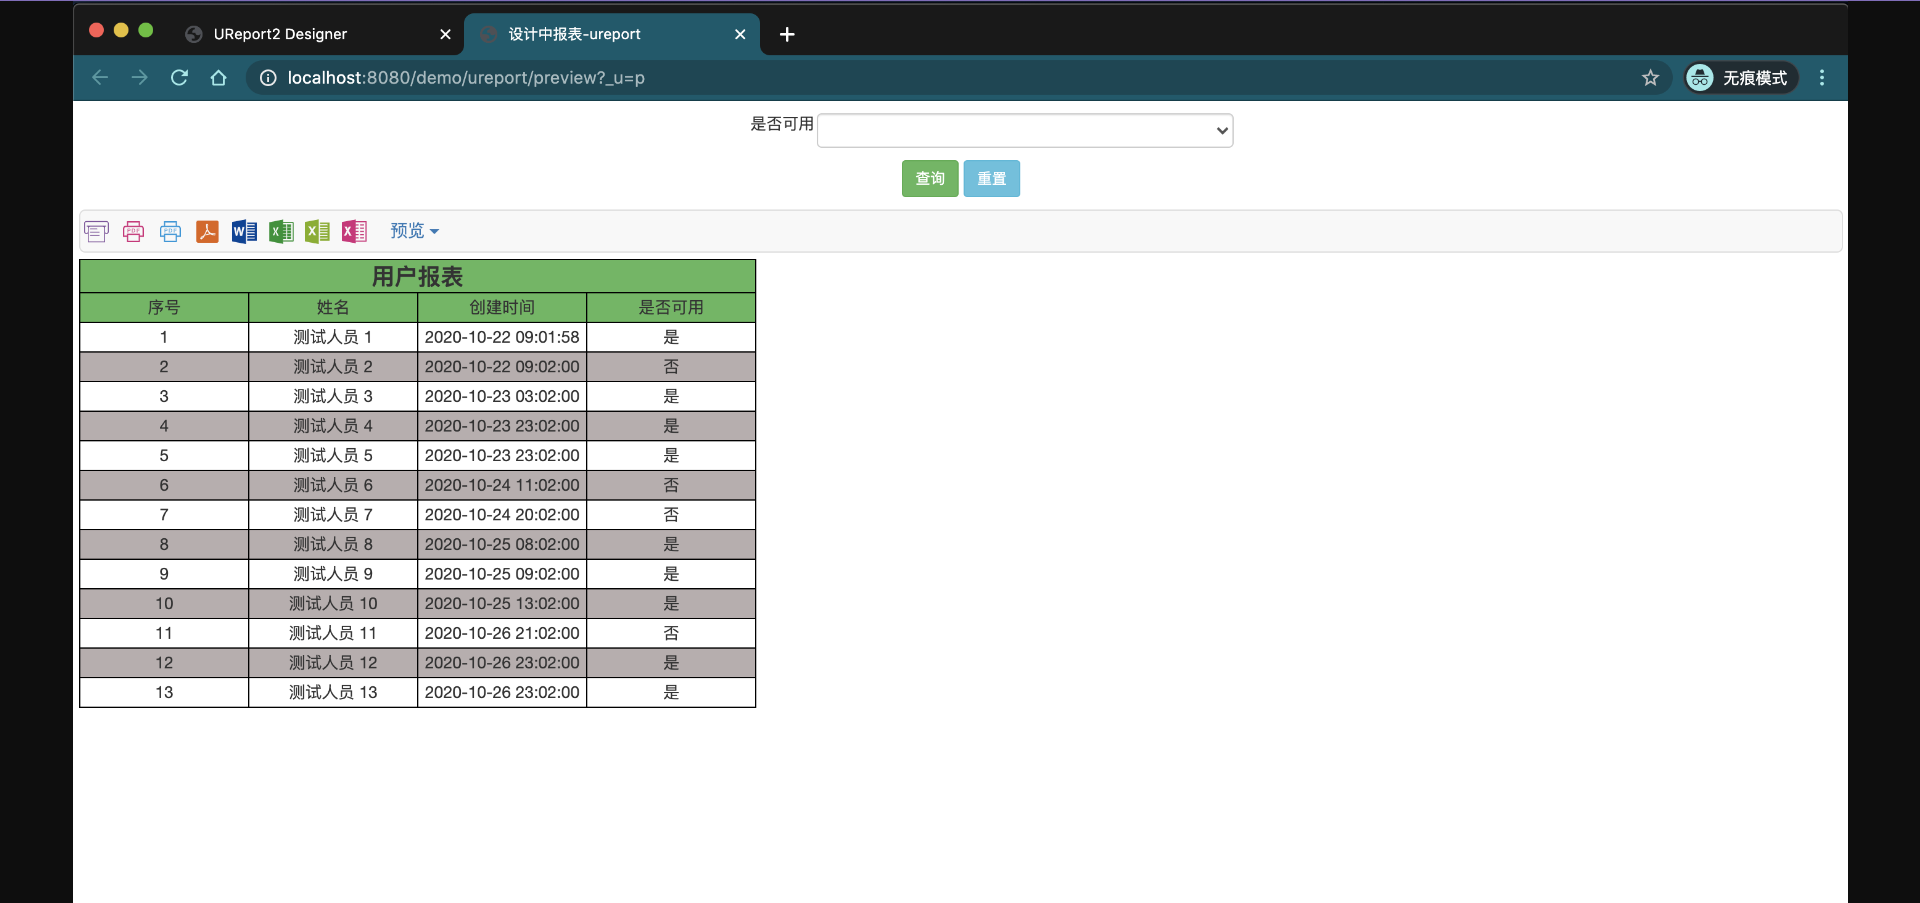 UReport2 Designer
设计中报表-ureport
localhost:8080/demo/ureport/preview?_u=p
无痕模式
是否可用
查询 重置
预览
用户报表
序号 姓名 创建时间 是否可用
1 测试人员 1 2020-10-22 09:01:58 是
2 测试人员 2 2020-10-22 09:02:00 否
3 测试人员 3 2020-10-23 03:02:00 是
4 测试人员 4 2020-10-23 23:02:00 是
5 测试人员 5 2020-10-23 23:02:00 是
6 测试人员 6 2020-10-24 11:02:00 否
7 测试人员 7 2020-10-24 20:02:00 否
8 测试人员 8 2020-10-25 08:02:00 是
9 测试人员 9 2020-10-25 09:02:00 是
10 测试人员 10 2020-10-25 13:02:00 是
11 测试人员 11 2020-10-26 21:02:00 否
12 测试人员 12 2020-10-26 23:02:00 是
13 测试人员 13 2020-10-26 23:02:00 是